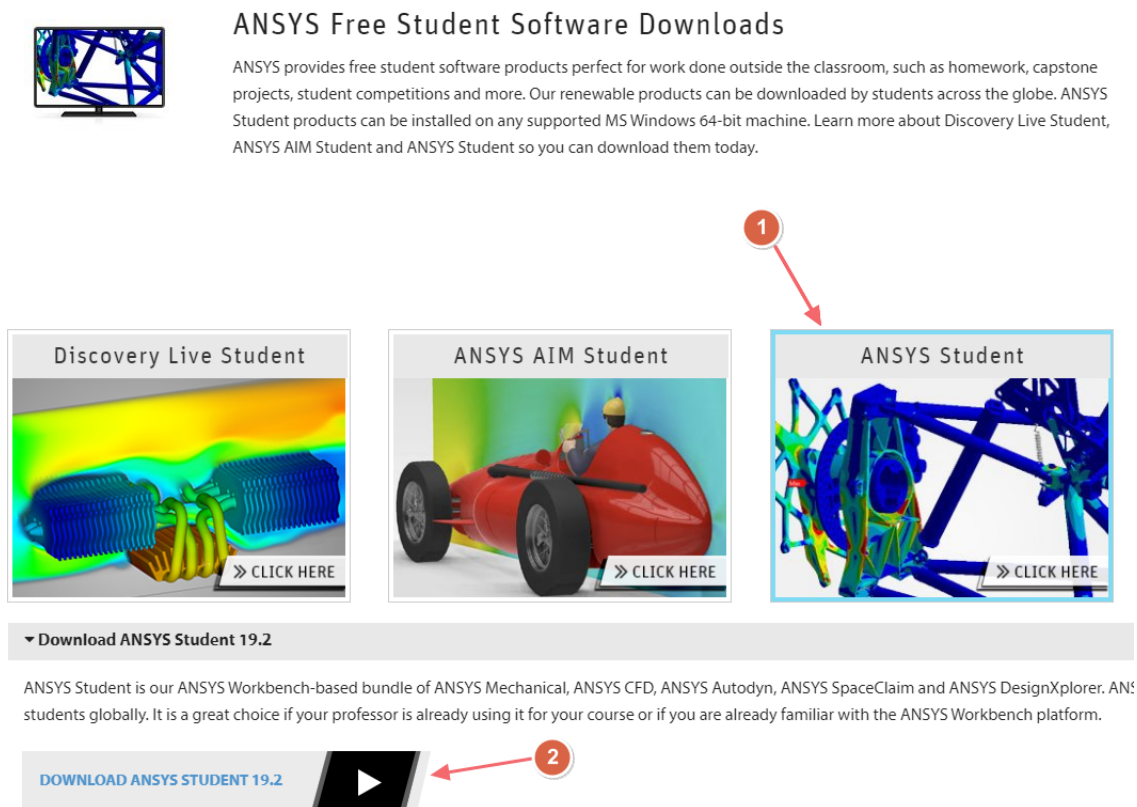 ANSYS Free Student Software Downloads
ANSYS provides free student software products perfect for work done outside the classroom, such as homework, capstone
projects, student competitions and more. Our renewable products can be downloaded by students across the globe. ANSYS
Student products can be installed on any supported MS Windows 64-bit machine. Learn more about Discovery Live Student,
ANSYS AIM Student and ANSYS Student so you can download them today.
1
Discovery Live Student
CLICK HERE
ANSYS AIM Student
CLICK HERE
ANSYS Student
CLICK HERE
Download ANSYS Student 19.2
ANSYS Student is our ANSYS Workbench-based bundle of ANSYS Mechanical, ANSYS CFD, ANSYS Autodyn, ANSYS SpaceClaim and ANSYS DesignXplorer. ANS
students globally. It is a great choice if your professor is already using it for your course or if you are already familiar with the ANSYS Workbench platform.
DOWNLOAD ANSYS STUDENT 19.2
2